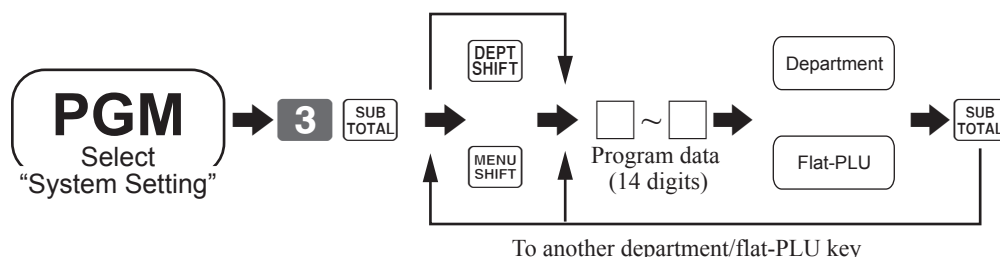 PGM
Select
“System Setting”
3
SUB
TOTAL
DEPT
SHIFT
MENU
SHIFT
~
Program data
(14 digits)
Department
Flat-PLU
SUB
TOTAL
To another department/flat-PLU key